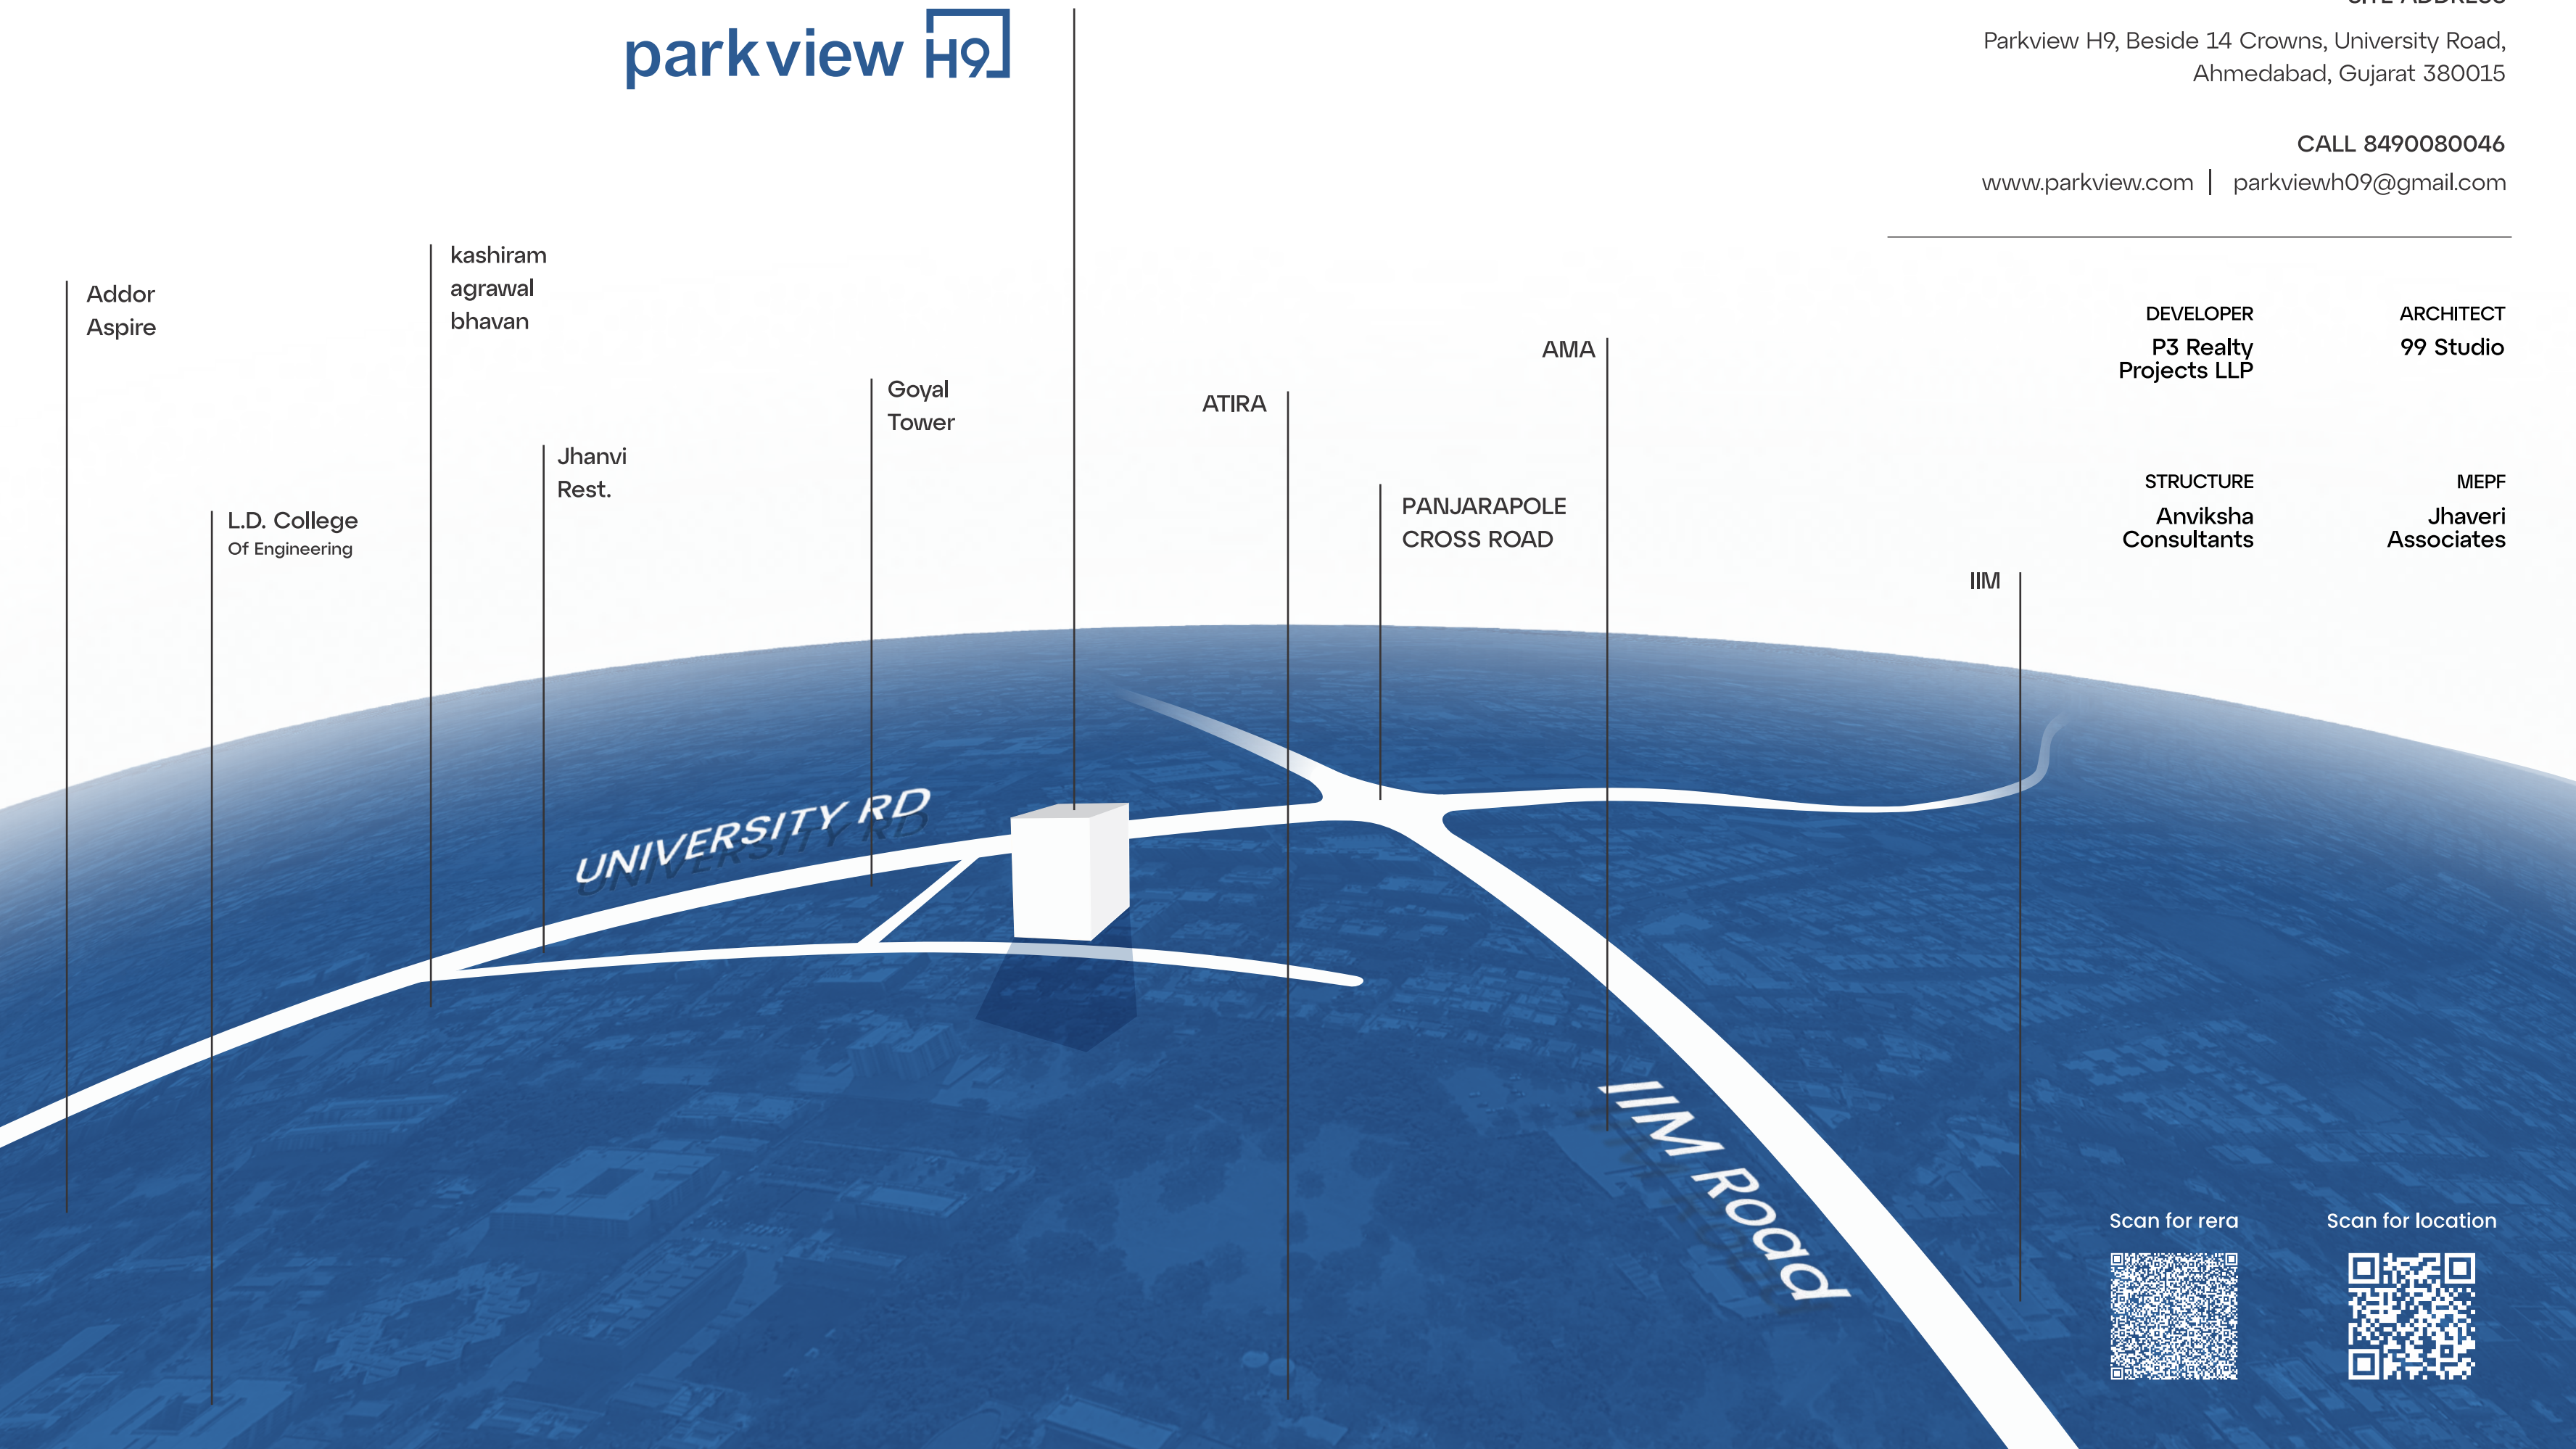 parkview H9
SITE ADDRESS
Parkview H9, Beside 14 Crowns, University Road,
Ahmedabad, Gujarat 380015
CALL 8490080046
www.parkview.com | parkviewh09@gmail.com
Addor
Aspire
L.D. College
Of Engineering
kashiram
agrawal
bhavan
Jhanvi
Rest.
Goyal
Tower
ATIRA
PANJARAPOLE
CROSS ROAD
AMA
IIM
DEVELOPER
P3 Realty
Projects LLP
ARCHITECT
99 Studio
STRUCTURE
Anviksha
Consultants
MEPF
Jhaveri
Associates
UNIVERSITY RD
IIM Road
Scan for rera
Scan for location